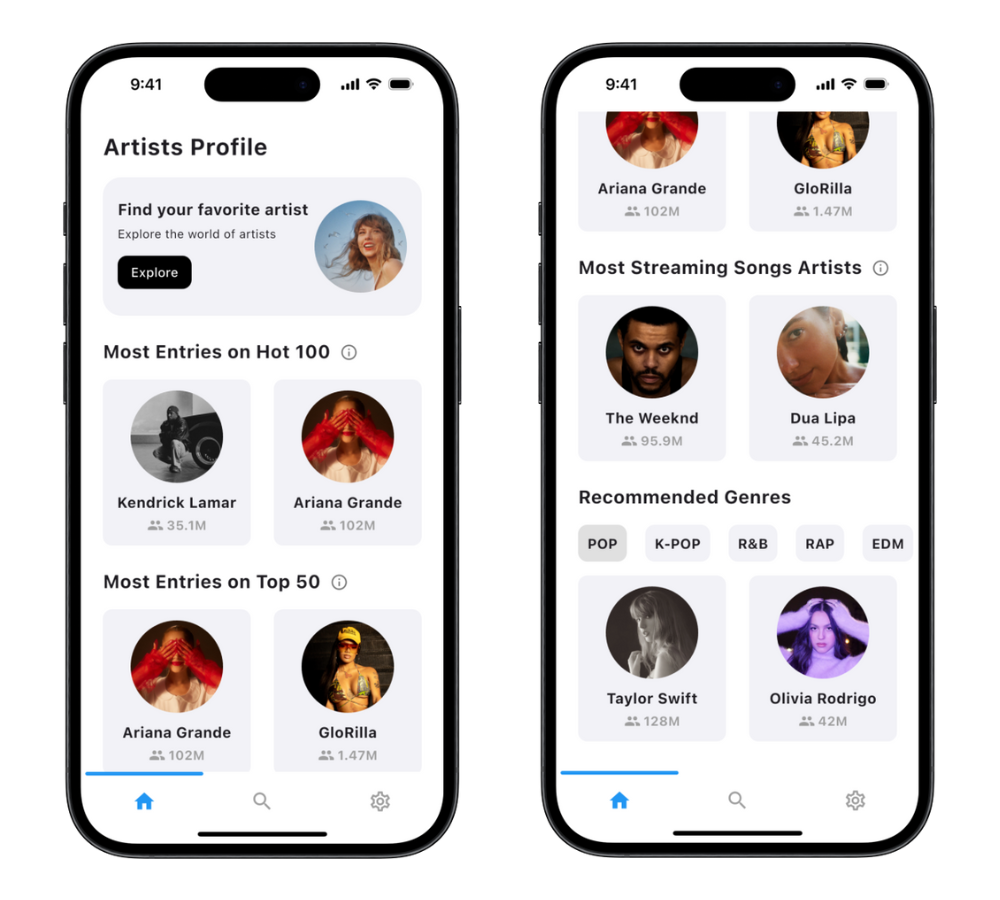 9:41
Artists Profile
Find your favorite artist
Explore the world of artists
Explore
Most Entries on Hot 100
Kendrick Lamar
35.1M
Ariana Grande
102M
Most Entries on Top 50
Ariana Grande
102M
GloRilla
1.47M
9:41
Ariana Grande
102M
GloRilla
1.47M
Most Streaming Songs Artists
The Weeknd
95.9M
Dua Lipa
45.2M
Recommended Genres
POP
K-POP
R&B
RAP
EDM
Taylor Swift
128M
Olivia Rodrigo
42M